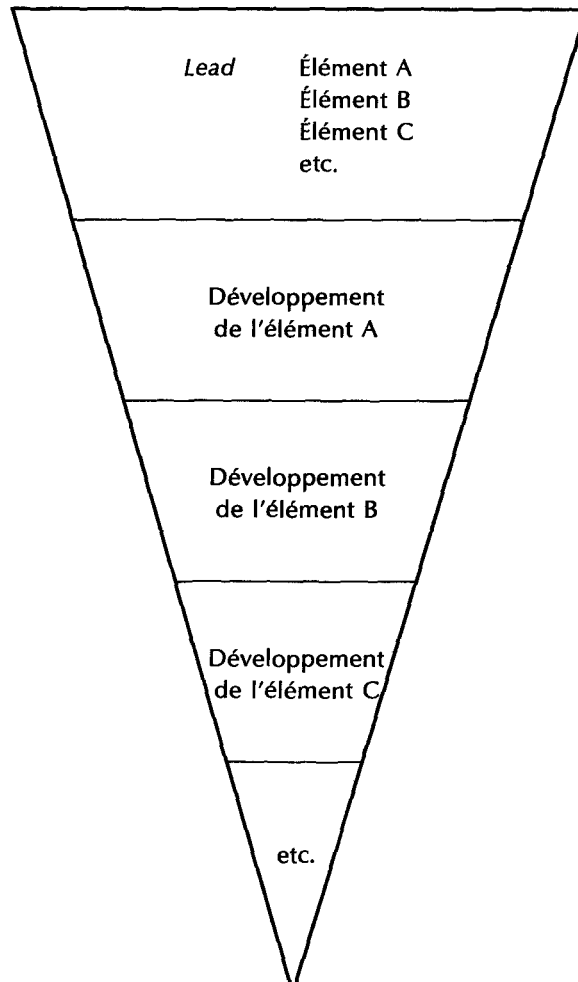 Lead Élément A
Élément B
Élément C
etc.
Développement
de l'élément A
Développement
de l'élément B
Développement
de l'élément C
etc.